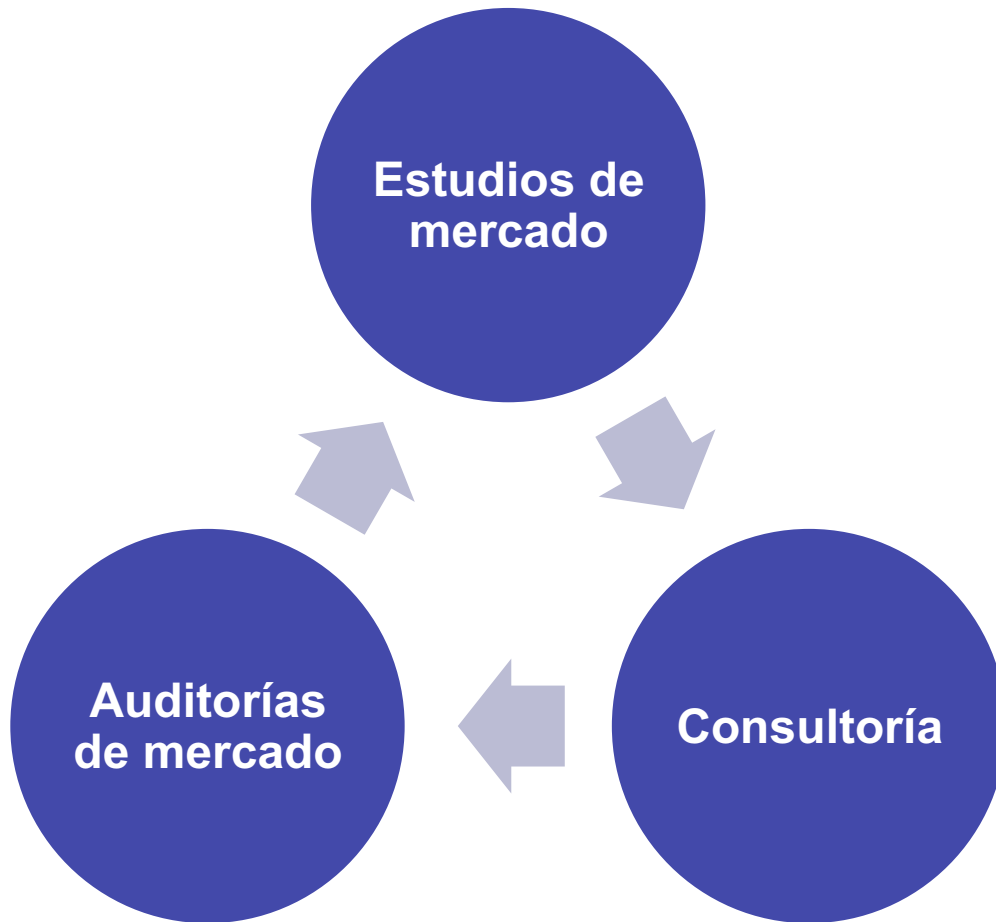 Estudios de
mercado
Auditorías
de mercado
Consultoría